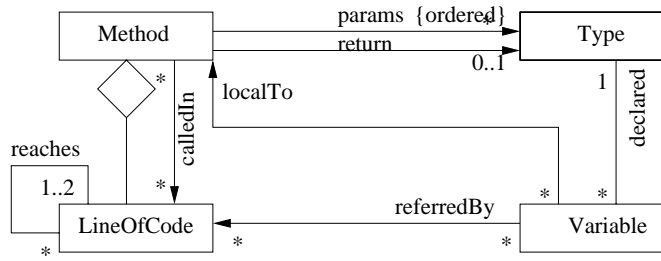 params {ordered}
*
Method
Type
return
0..1
*
localTo
1
calledIn
declared
reaches
1..2
*
*
*
referredBy
LineOfCode
Variable
*
*
*